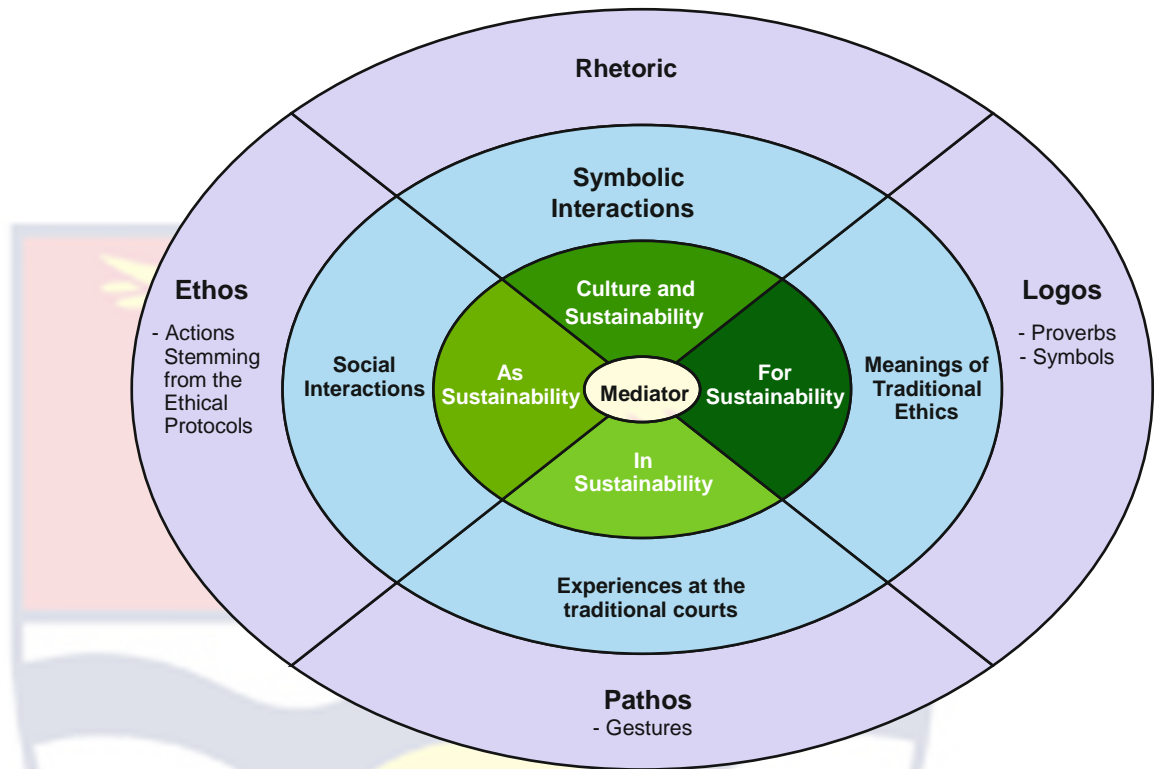 Rhetoric
Symbolic
Interactions
Culture and
Sustainability
Ethos
- Actions
Stemming
from the
Ethical
Protocols
Social
Interactions
As
Sustainability
Mediator
For
Sustainability
Meanings of
Traditional
Ethics
Logos
- Proverbs
- Symbols
In
Sustainability
Experiences at the
traditional courts
Pathos
- Gestures